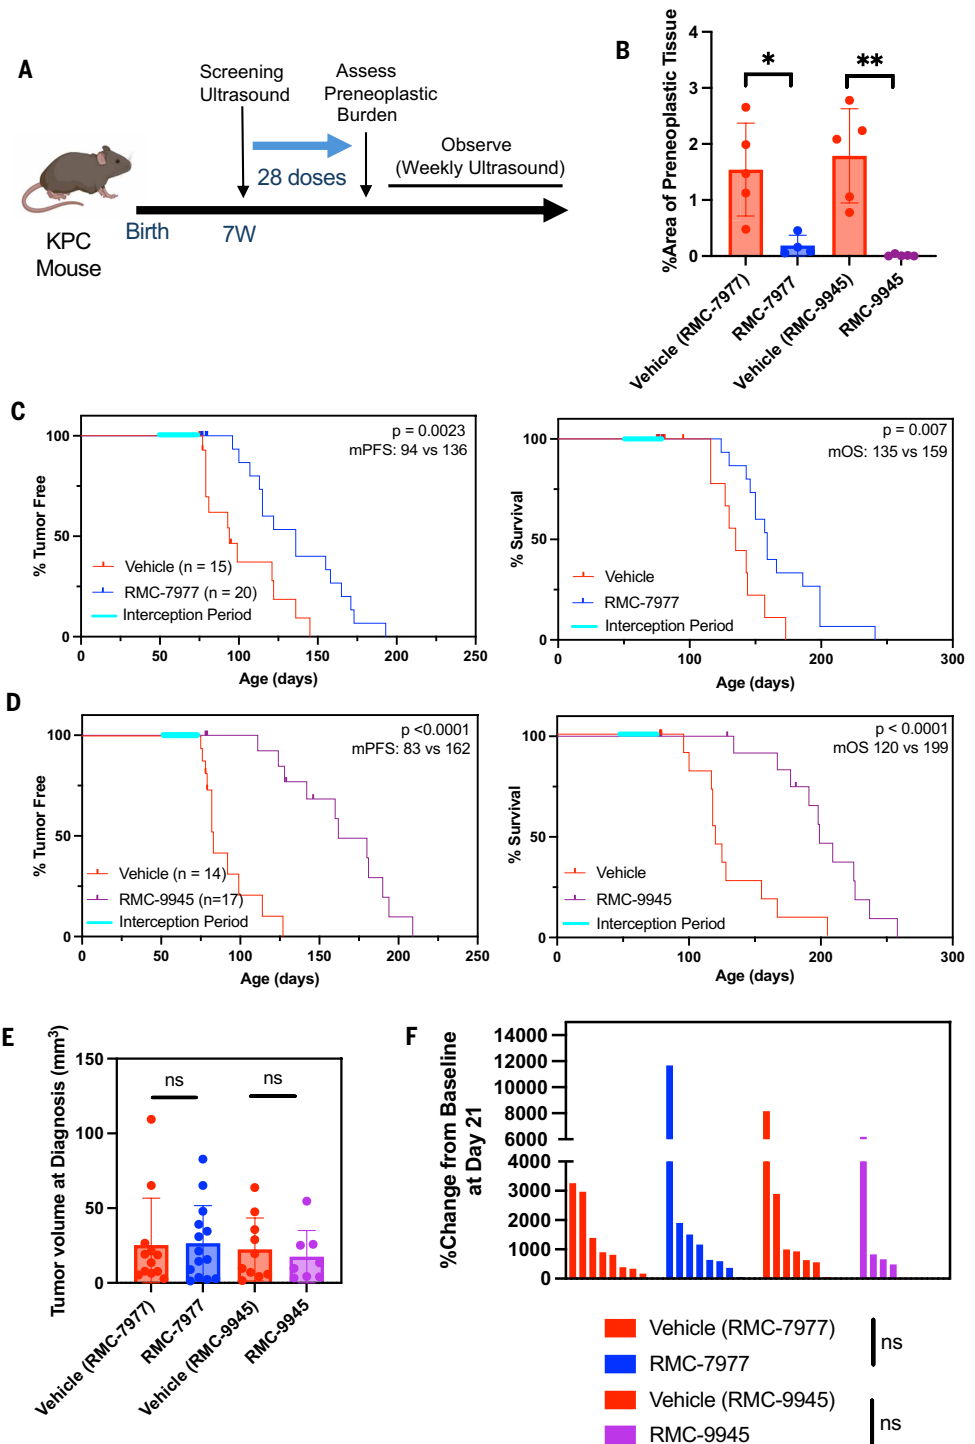 A
Screening
Ultrasound
Assess
Preneoplastic
Burden
28 doses
Observe
(Weekly Ultrasound)
KPC
Mouse
Birth
7W
B
%Area of Preneoplastic Tissue
4
3
2
1
0
*
**
Vehicle (RMC-7977)
RMC-7977
Vehicle (RMC-9945)
RMC-9945
C
% Tumor Free
100
50
0
p = 0.0023
mPFS: 94 vs 136
Vehicle (n = 15)
RMC-7977 (n = 20)
Interception Period
0 50 100 150 200 250
Age (days)
% Survival
100
50
0
p = 0.007
mOS: 135 vs 159
Vehicle
RMC-7977
Interception Period
0 100 200 300
Age (days)
D
% Tumor Free
100
50
0
p <0.0001
mPFS: 83 vs 162
Vehicle (n = 14)
RMC-9945 (n=17)
Interception Period
0 50 100 150 200 250
Age (days)
% Survival
100
50
0
p < 0.0001
mOS 120 vs 199
Vehicle
RMC-9945
Interception Period
0 100 200 300
Age (days)
E
Tumor volume at Diagnosis (mm³)
150
100
50
0
ns
ns
Vehicle (RMC-7977)
RMC-7977
Vehicle (RMC-9945)
RMC-9945
F
%Change from Baseline
at Day 21
14000
12000
10000
8000
6000
4000
3000
2000
1000
0
Vehicle (RMC-7977)
RMC-7977
ns
Vehicle (RMC-9945)
RMC-9945
ns